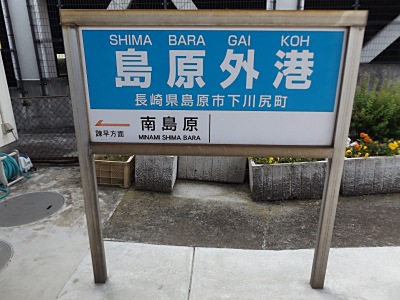 SHIMA BARA GAI KOH
島原外港
長崎県島原市下川尻町
諫早方面
南島原
MINAMI SHIMA BARA